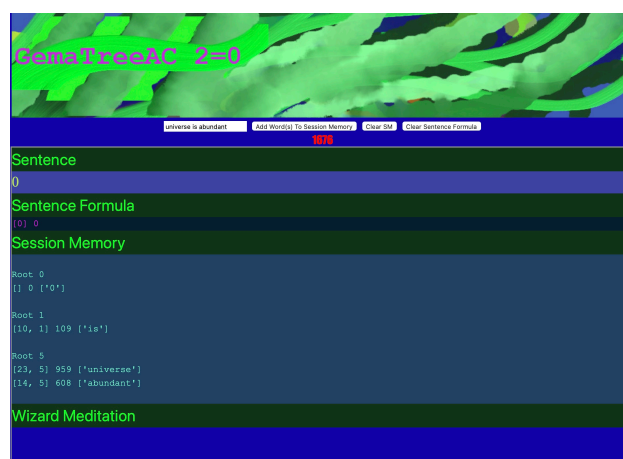 GemaTreeAC 2=0
universe is abundant Add Word(s) To Session Memory Clear SM Clear Sentence Formula
1676
Sentence
0
Sentence Formula
[0] 0
Session Memory
Root 0
[] 0 ['0']
Root 1
[10, 1] 109 ['is']
Root 5
[23, 5] 959 ['universe']
[14, 5] 608 ['abundant']
Wizard Meditation